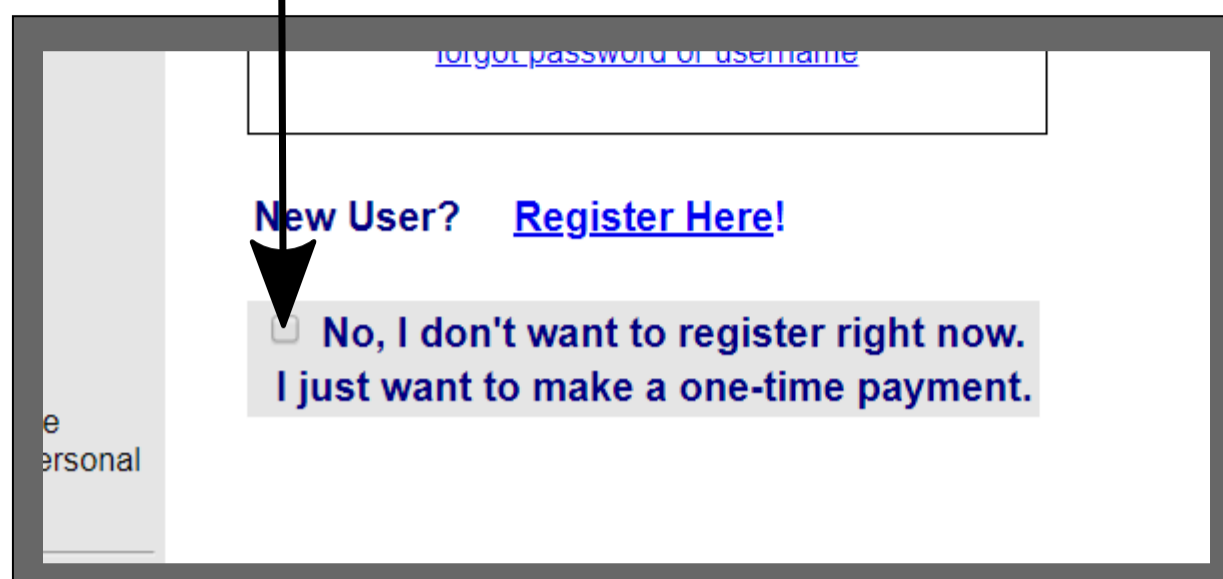 forgot password or username
New User? Register Here!
No, I don't want to register right now.
I just want to make a one-time payment.
e
ersonal